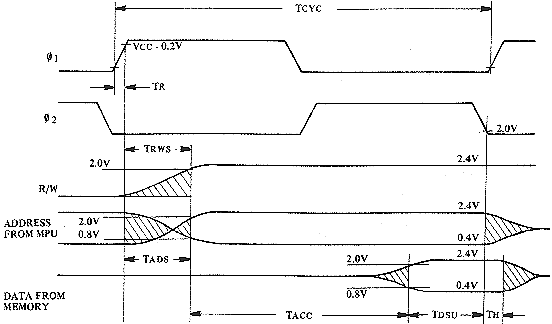 TCYC
Ø1
VCC - 0.2V
TR
Ø2
2.0V
TRWS
2.0V
2.4V
R/W
2.4V
ADDRESS
FROM MPU
2.0V
0.8V
0.4V
TADS
2.0V
2.4V
0.8V
0.4V
DATA FROM
MEMORY
TACC
TDSU
TH